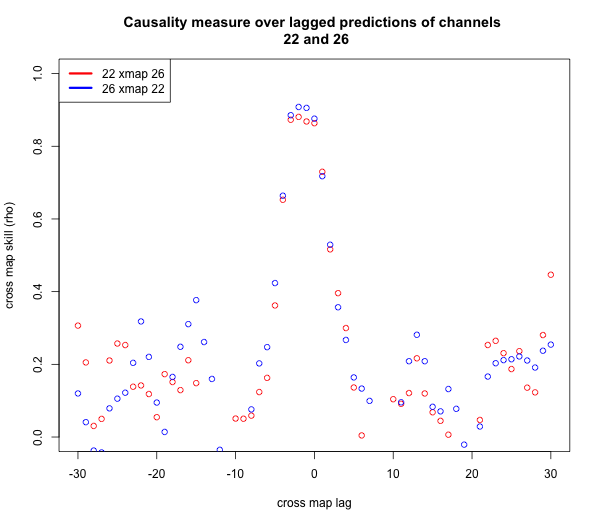 Causality measure over lagged predictions of channels
22 and 26
22 xmap 26
26 xmap 22
cross map skill (rho)
1.0
0.8
0.6
0.4
0.2
0.0
-30 -20 -10 0 10 20 30
cross map lag